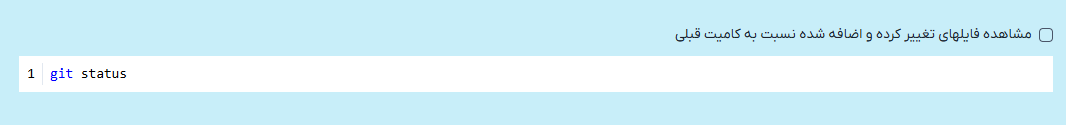 مشاهده فایلهای تغییر کرده و اضافه شده نسبت به کامیت قبلی
1 git status